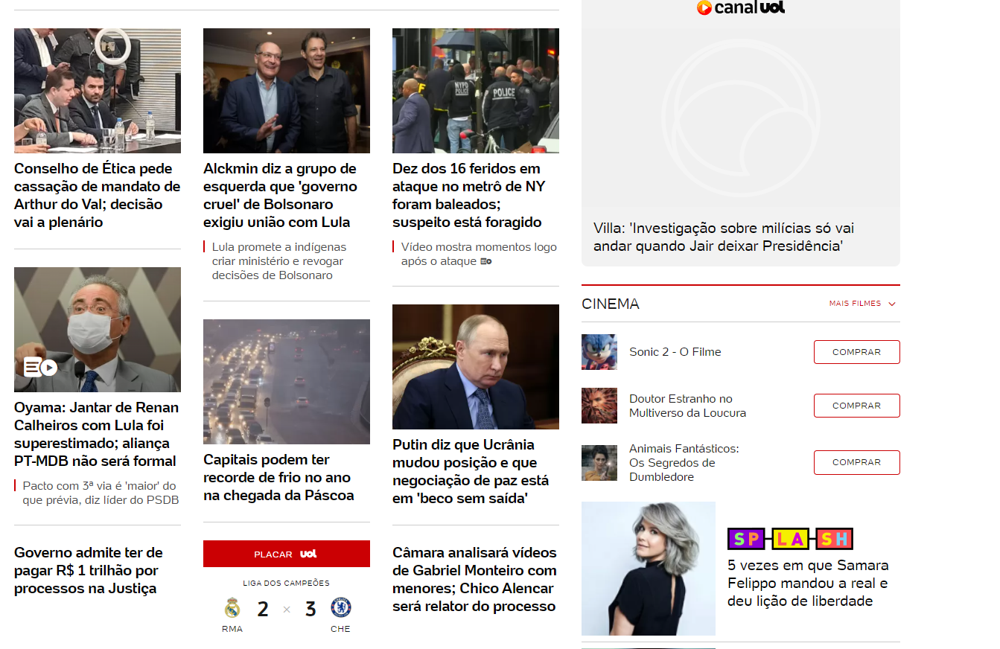 Conselho de Ética pede
cassação de mandato de
Arthur do Val; decisão
vai a plenário
Oyama: Jantar de Renan
Calheiros com Lula foi
superestimado; aliança
PT-MDB não será formal
Pacto com 3ª via é 'maior' do
que prévia, diz líder do PSDB
Governo admite ter de
pagar R$ 1 trilhão por
processos na Justiça
Alckmin diz a grupo de
esquerda que 'governo
cruel' de Bolsonaro
exigiu união com Lula
Lula promete a indígenas
criar ministério e revogar
decisões de Bolsonaro
Capitais podem ter
recorde de frio no ano
na chegada da Páscoa
PLACAR UOL
LIGA DOS CAMPEÕES
2 × 3
RMA CHE
NYPD
POLICE
POLICE
Dez dos 16 feridos em
ataque no metrô de NY
foram baleados;
suspeito está foragido
Vídeo mostra momentos logo
após o ataque
Putin diz que Ucrânia
mudou posição e que
negociação de paz está
em 'beco sem saída'
Câmara analisará vídeos
de Gabriel Monteiro com
menores; Chico Alencar
será relator do processo
canal UOL
Villa: 'Investigação sobre milícias só vai
andar quando Jair deixar Presidência'
CINEMA MAIS FILMES
Sonic 2 - O Filme COMPRAR
Doutor Estranho no
Multiverso da Loucura
COMPRAR
Animais Fantásticos:
Os Segredos de
Dumbledore
COMPRAR
SPLASH
5 vezes em que Samara
Felippo mandou a real e
deu lição de liberdade